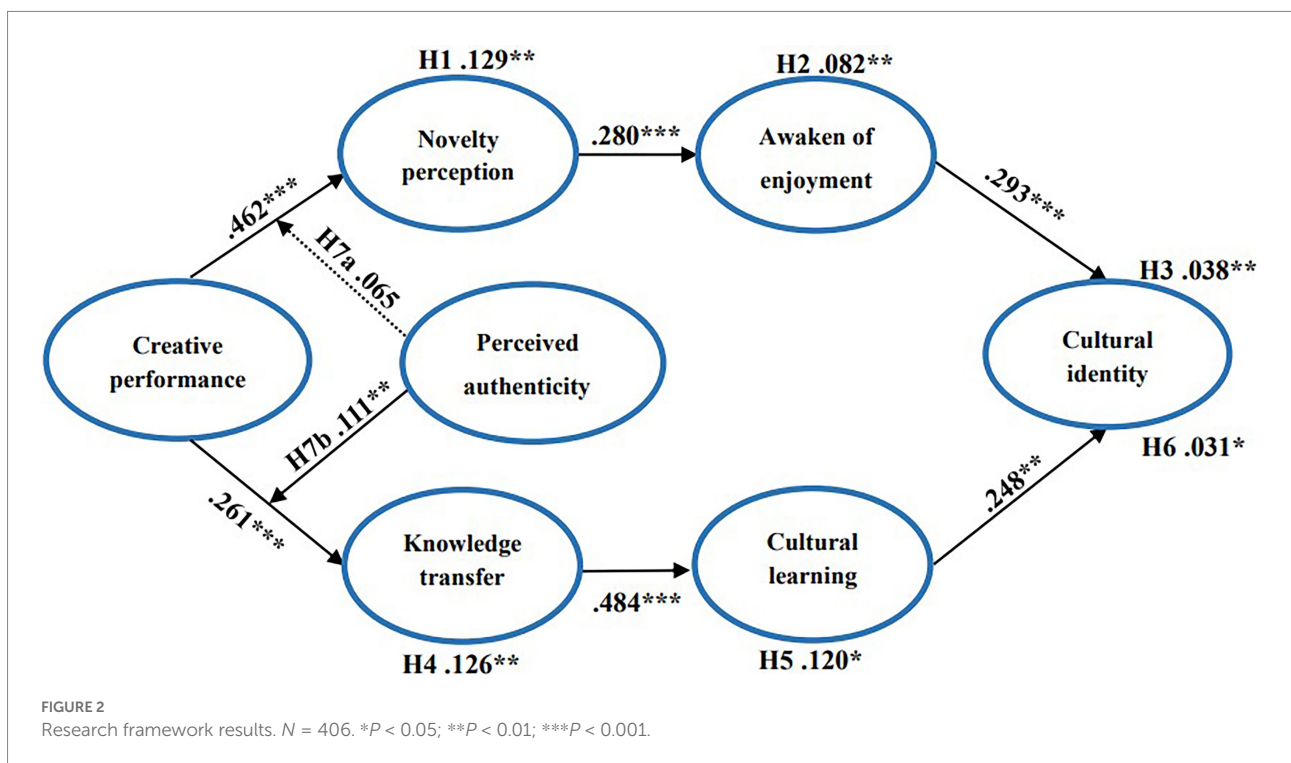 H1 .129**
H2 .082**
Novelty
perception
.280***
Awaken of
enjoyment
.462***
.293***
H7a .065
H3 .038**
Creative
performance
Perceived
authenticity
Cultural
identity
H7b .111**
H6 .031*
.261***
.248**
Knowledge
transfer
.484***
Cultural
learning
H4 .126**
H5 .120*
FIGURE 2
Research framework results. N = 406. *P < 0.05; **P < 0.01; ***P < 0.001.